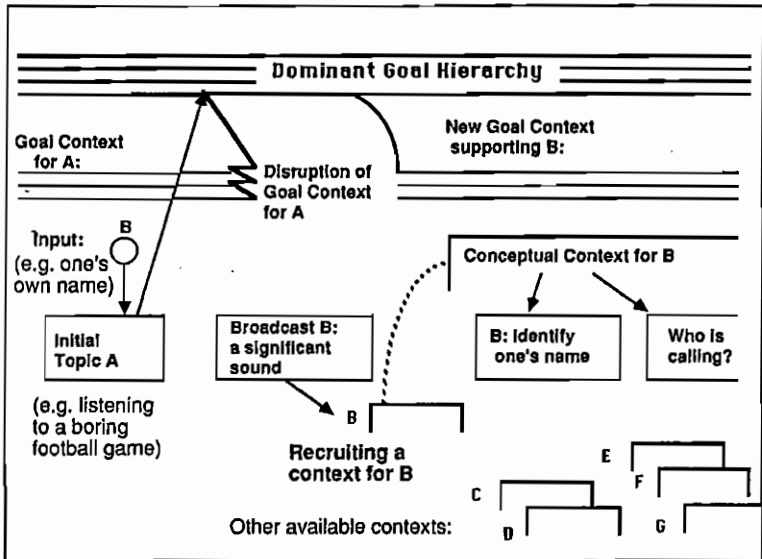 Dominant Goal Hierarchy
Goal Context
for A:
New Goal Context
supporting B:
Disruption of
Goal Context
for A
B
Input:
(e.g. one's
own name)
Conceptual Context for B
Initial
Topic A
Broadcast B:
a significant
sound
B: Identify
one's name
Who is
calling?
(e.g. listening
to a boring
football game)
B
Recruiting a
context for B
E
F
C
D
G
Other available contexts: